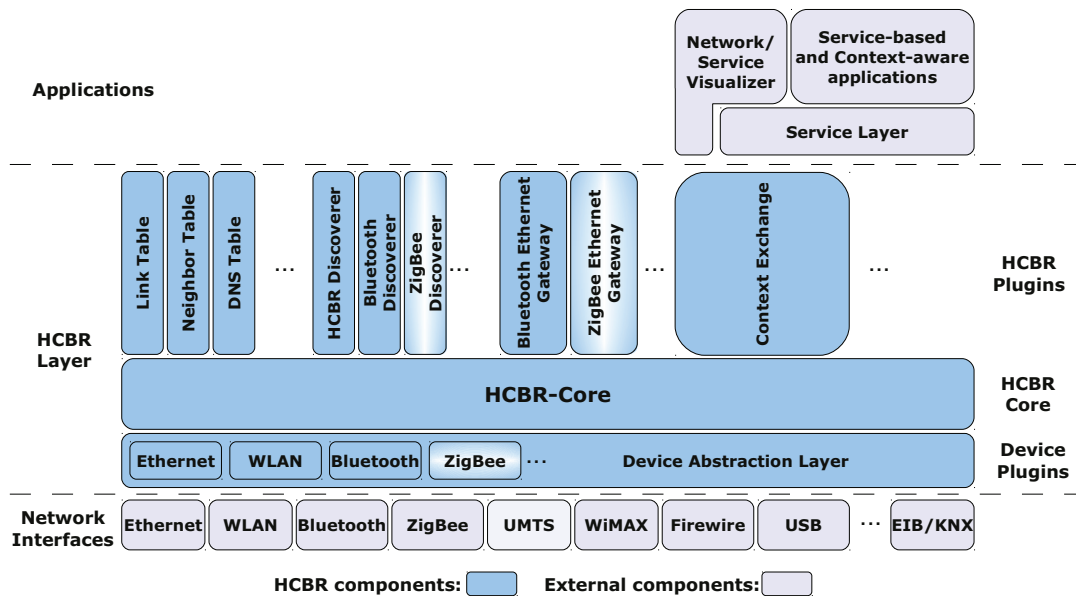 Applications
Network/
Service
Visualizer
Service-based
and Context-aware
applications
Service Layer
HCBR
Layer
Link Table
Neighbor Table
DNS Table
...
HCBR Discoverer
Bluetooth
Discoverer
ZigBee
Discoverer
...
Bluetooth Ethernet
Gateway
ZigBee Ethernet
Gateway
...
Context Exchange
...
HCBR
Plugins
HCBR-Core
HCBR
Core
Ethernet
WLAN
Bluetooth
ZigBee
...
Device Abstraction Layer
Device
Plugins
Network
Interfaces
Ethernet
WLAN
Bluetooth
ZigBee
UMTS
WiMAX
Firewire
USB
...
EIB/KNX
HCBR components:
External components: